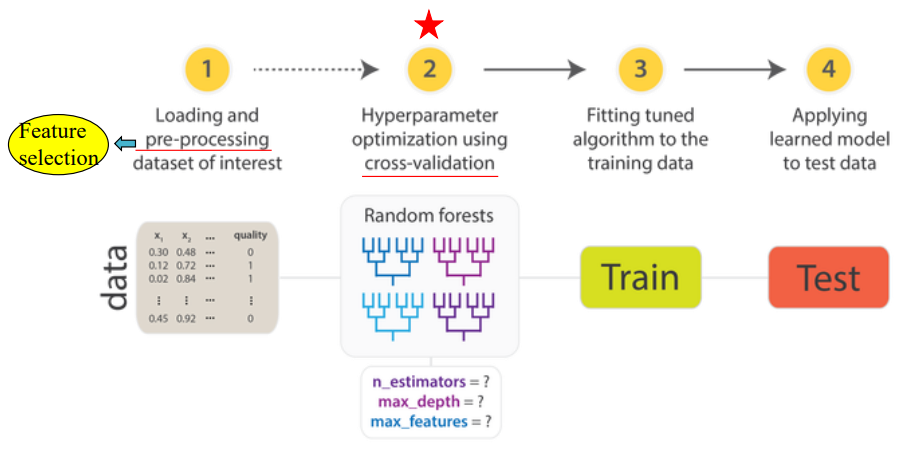 1
2
3
4
Loading and
pre-processing
dataset of interest
Hyperparameter
optimization using
cross-validation
Fitting tuned
algorithm to the
training data
Applying
learned model
to test data
Feature
selection
data
x₁ x₂ ... quality
0.30 0.48 ... 0
0.12 0.72 ... 1
0.02 0.84 ... 1
⋮ ⋮ ... ⋮
0.45 0.92 ... 0
Random forests
n_estimators = ?
max_depth = ?
max_features = ?
Train
Test